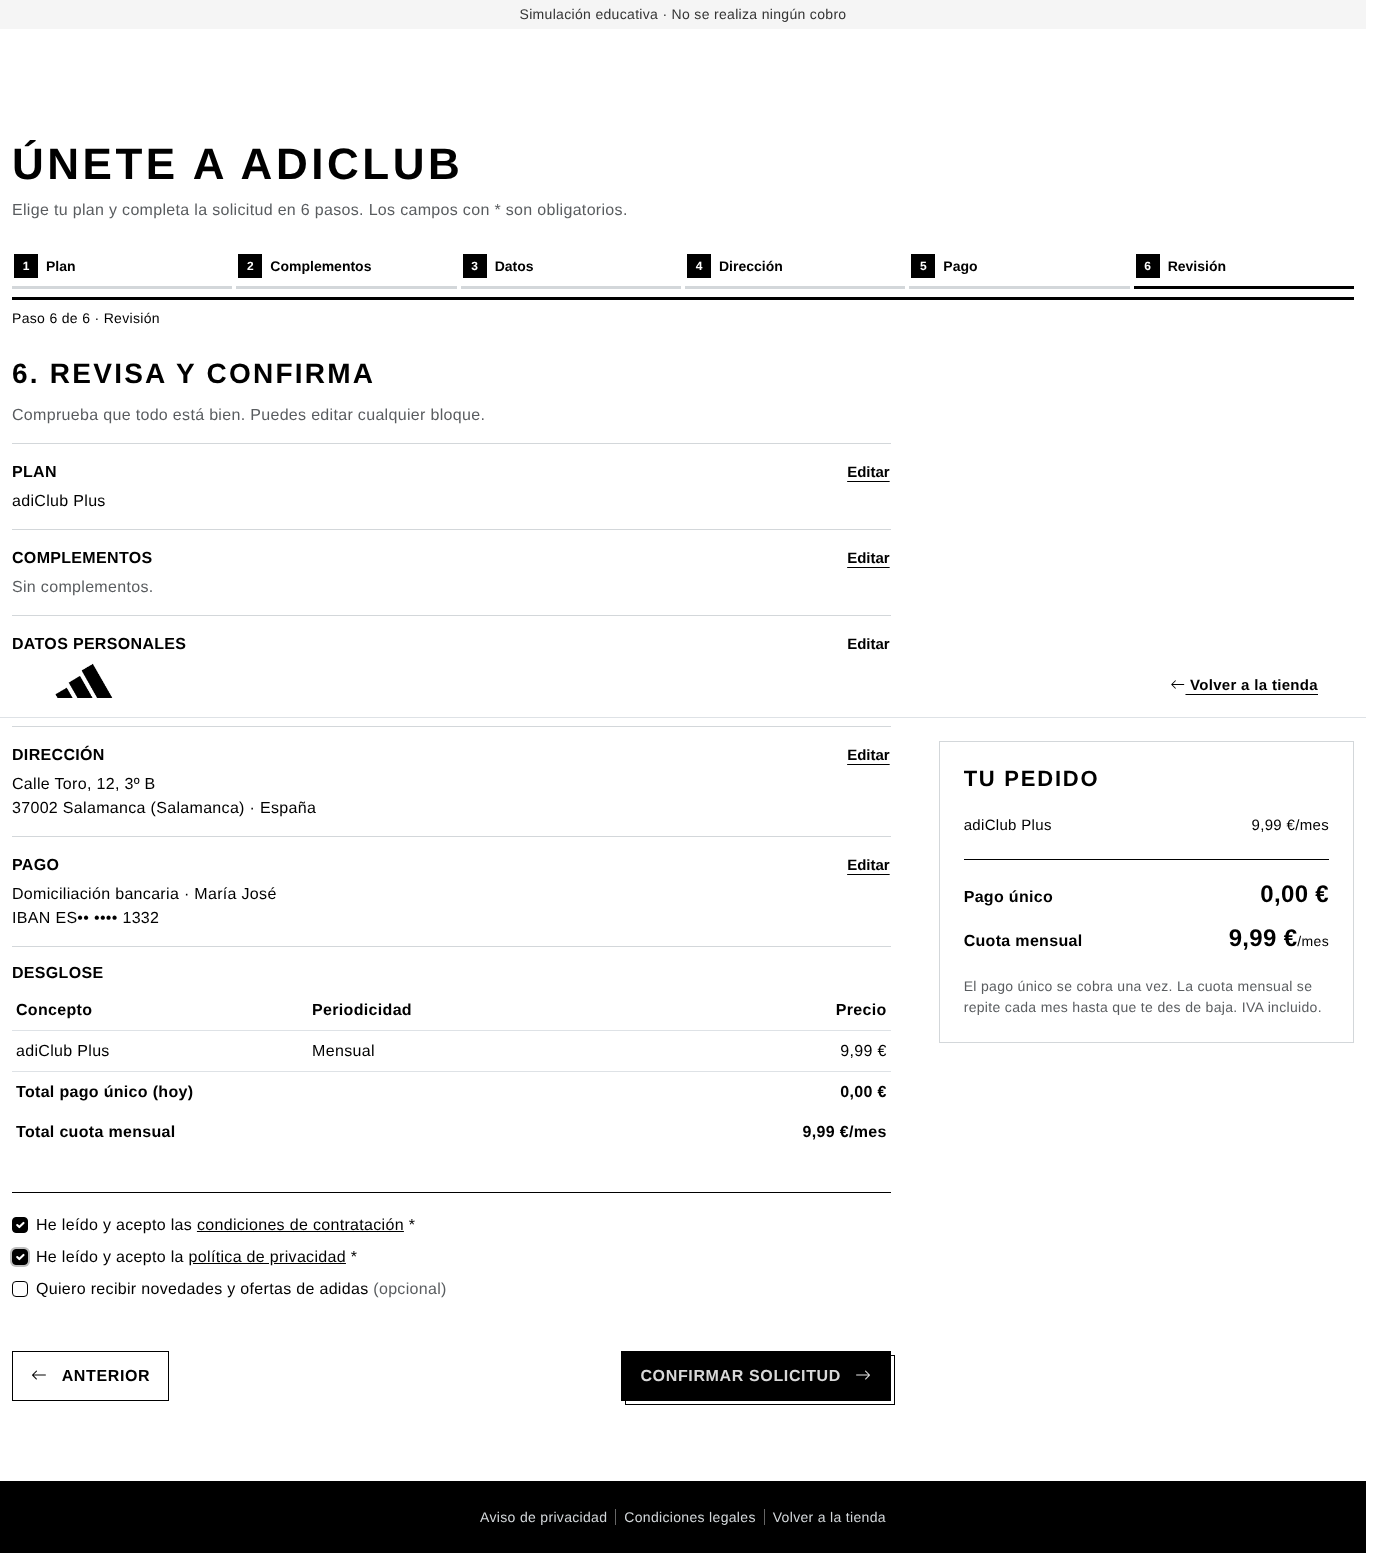 Simulación educativa · No se realiza ningún cobro
ÚNETE A ADICLUB
Elige tu plan y completa la solicitud en 6 pasos. Los campos con * son obligatorios.
1 Plan
2 Complementos
3 Datos
4 Dirección
5 Pago
6 Revisión
Paso 6 de 6 · Revisión
6. REVISA Y CONFIRMA
Comprueba que todo está bien. Puedes editar cualquier bloque.
PLAN Editar
adiClub Plus
COMPLEMENTOS Editar
Sin complementos.
DATOS PERSONALES Editar
← Volver a la tienda
DIRECCIÓN Editar
Calle Toro, 12, 3º B
37002 Salamanca (Salamanca) · España
PAGO Editar
Domiciliación bancaria · María José
IBAN ES•• •••• 1332
DESGLOSE
Concepto Periodicidad Precio
adiClub Plus Mensual 9,99 €
Total pago único (hoy) 0,00 €
Total cuota mensual 9,99 €/mes
TU PEDIDO
adiClub Plus 9,99 €/mes
Pago único 0,00 €
Cuota mensual 9,99 €/mes
El pago único se cobra una vez. La cuota mensual se
repite cada mes hasta que te des de baja. IVA incluido.
He leído y acepto las condiciones de contratación *
He leído y acepto la política de privacidad *
Quiero recibir novedades y ofertas de adidas (opcional)
← ANTERIOR
CONFIRMAR SOLICITUD →
Aviso de privacidad | Condiciones legales | Volver a la tienda